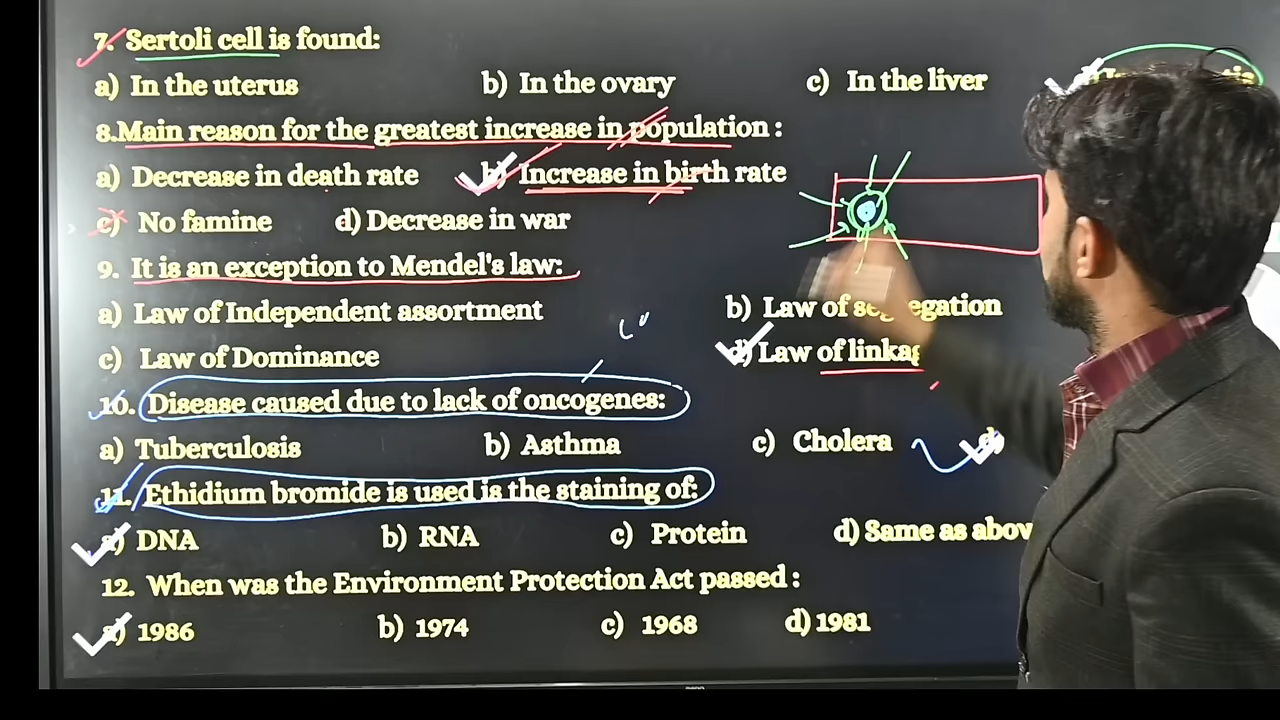 7. Sertoli cell is found:
a) In the uterus b) In the ovary c) In the liver
8.Main reason for the greatest increase in population :
a) Decrease in death rate b) Increase in birth rate
c) No famine d) Decrease in war
9. It is an exception to Mendel's law:
a) Law of Independent assortment b) Law of segregation
c) Law of Dominance d) Law of linkag
10. Disease caused due to lack of oncogenes:
a) Tuberculosis b) Asthma c) Cholera d)
11. Ethidium bromide is used is the staining of:
a) DNA b) RNA c) Protein d) Same as abov
12. When was the Environment Protection Act passed :
a) 1986 b) 1974 c) 1968 d) 1981